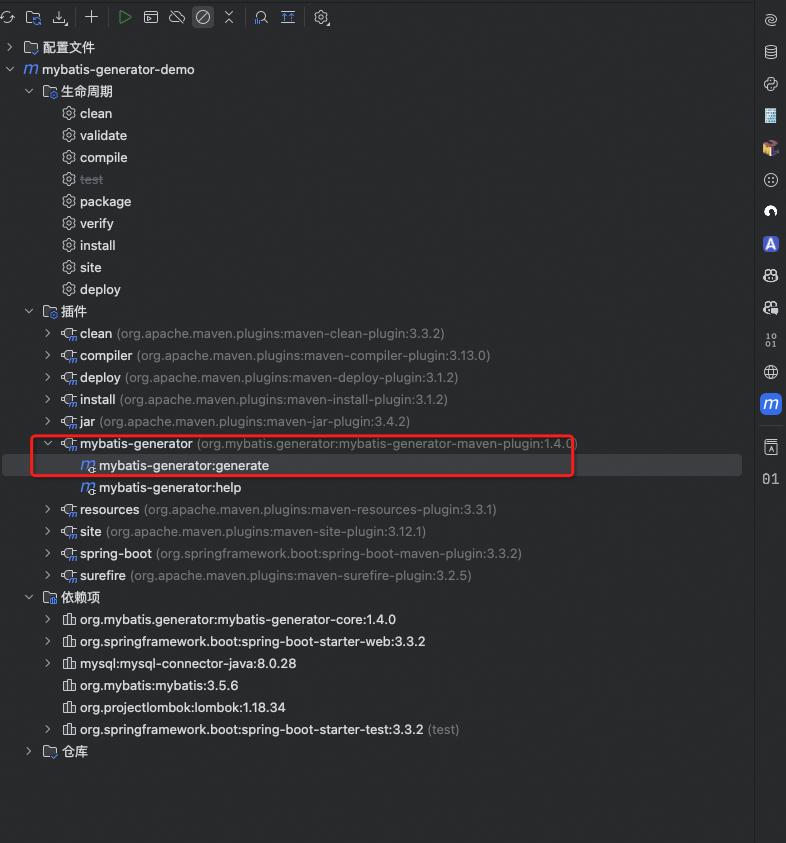 配置文件
m mybatis-generator-demo
生命周期
clean
validate
compile
test
package
verify
install
site
deploy
插件
clean (org.apache.maven.plugins:maven-clean-plugin:3.3.2)
compiler (org.apache.maven.plugins:maven-compiler-plugin:3.13.0)
deploy (org.apache.maven.plugins:maven-deploy-plugin:3.1.2)
install (org.apache.maven.plugins:maven-install-plugin:3.1.2)
jar (org.apache.maven.plugins:maven-jar-plugin:3.4.2)
mybatis-generator (org.mybatis.generator:mybatis-generator-maven-plugin:1.4.0)
mybatis-generator:generate
mybatis-generator:help
resources (org.apache.maven.plugins:maven-resources-plugin:3.3.1)
site (org.apache.maven.plugins:maven-site-plugin:3.12.1)
spring-boot (org.springframework.boot:spring-boot-maven-plugin:3.3.2)
surefire (org.apache.maven.plugins:maven-surefire-plugin:3.2.5)
依赖项
org.mybatis.generator:mybatis-generator-core:1.4.0
org.springframework.boot:spring-boot-starter-web:3.3.2
mysql:mysql-connector-java:8.0.28
org.mybatis:mybatis:3.5.6
org.projectlombok:lombok:1.18.34
org.springframework.boot:spring-boot-starter-test:3.3.2 (test)
仓库
A
10
01
m
A
01